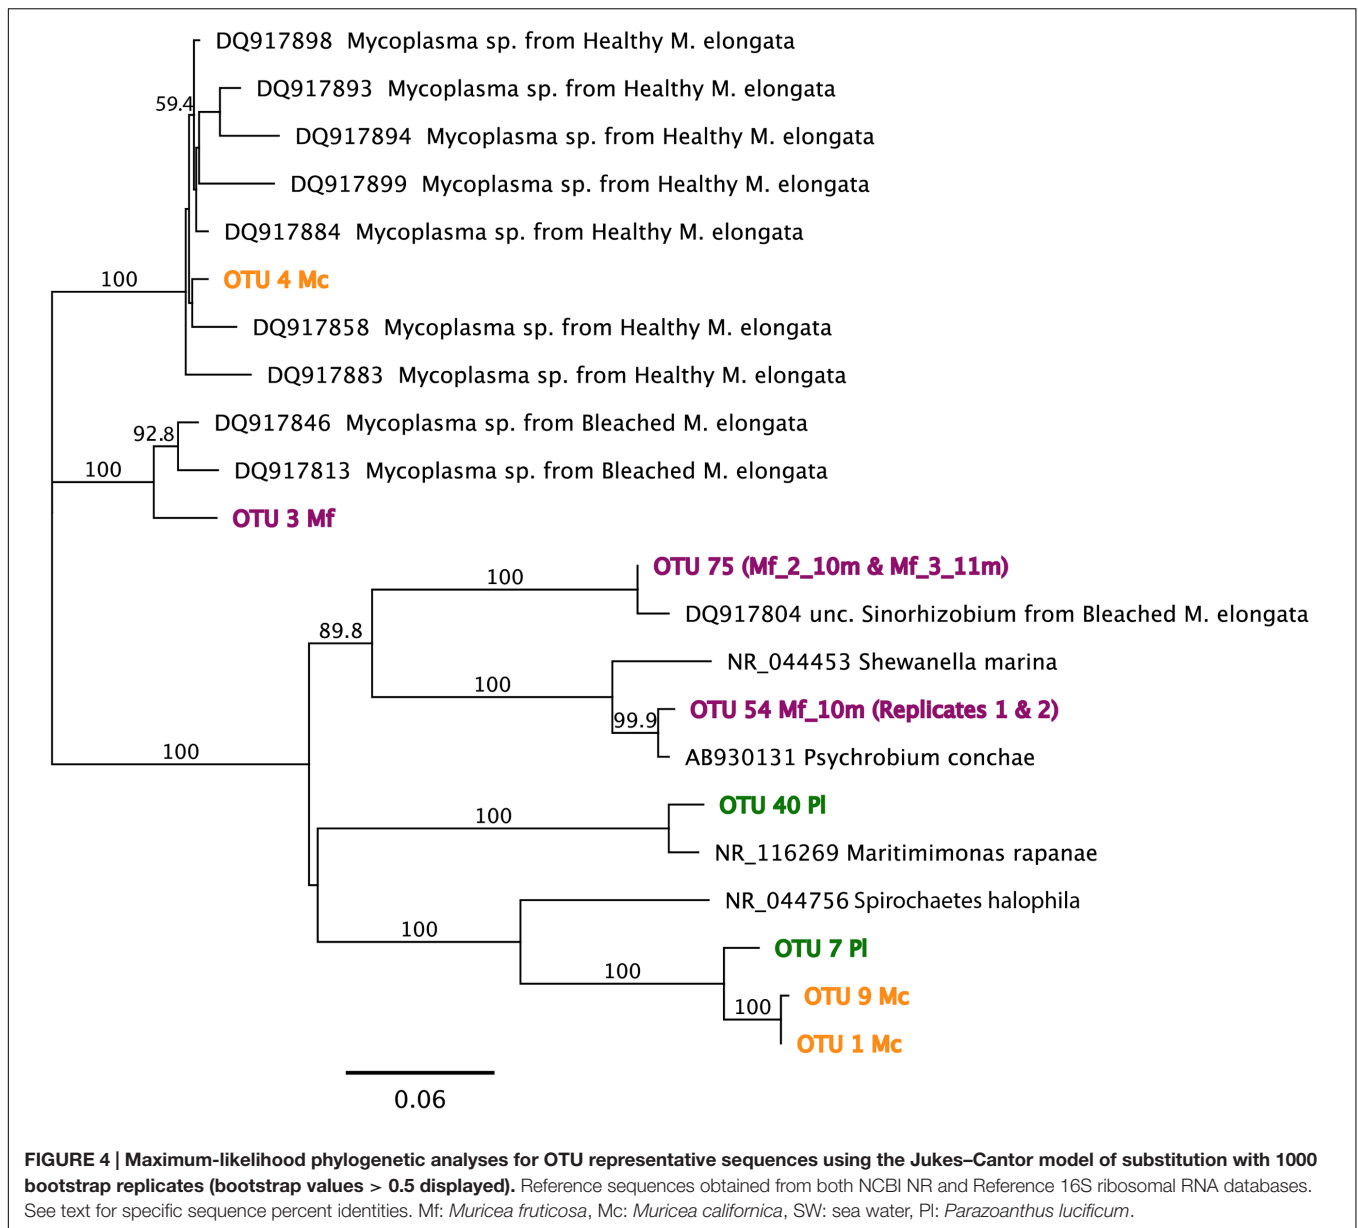 DQ917898 Mycoplasma sp. from Healthy M. elongata
DQ917893 Mycoplasma sp. from Healthy M. elongata
59.4
DQ917894 Mycoplasma sp. from Healthy M. elongata
DQ917899 Mycoplasma sp. from Healthy M. elongata
DQ917884 Mycoplasma sp. from Healthy M. elongata
100
OTU 4 Mc
DQ917858 Mycoplasma sp. from Healthy M. elongata
DQ917883 Mycoplasma sp. from Healthy M. elongata
DQ917846 Mycoplasma sp. from Bleached M. elongata
92.8
100
DQ917813 Mycoplasma sp. from Bleached M. elongata
OTU 3 Mf
OTU 75 (Mf_2_10m & Mf_3_11m)
100
DQ917804 unc. Sinorhizobium from Bleached M. elongata
89.8
NR_044453 Shewanella marina
100
OTU 54 Mf_10m (Replicates 1 & 2)
99.9
100
AB930131 Psychrobium conchae
OTU 40 Pl
100
NR_116269 Maritimimonas rapanae
NR_044756 Spirochaetes halophila
100
OTU 7 Pl
100
OTU 9 Mc
100
OTU 1 Mc
0.06
FIGURE 4 | Maximum-likelihood phylogenetic analyses for OTU representative sequences using the Jukes–Cantor model of substitution with 1000
bootstrap replicates (bootstrap values > 0.5 displayed). Reference sequences obtained from both NCBI NR and Reference 16S ribosomal RNA databases.
See text for specific sequence percent identities. Mf: Muricea fruticosa, Mc: Muricea californica, SW: sea water, Pl: Parazoanthus lucificum.